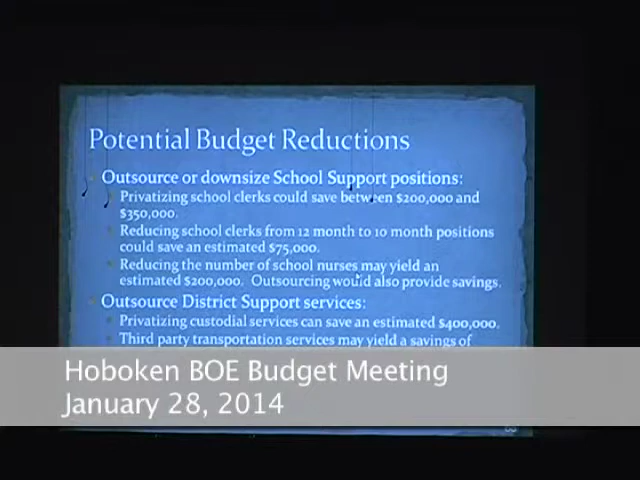 Potential Budget Reductions
Outsource or downsize School Support positions:
Privatizing school clerks could save between $200,000 and
$350,000.
Reducing school clerks from 12 month to 10 month positions
could save an estimated $75,000.
Reducing the number of school nurses may yield an
estimated $200,000. Outsourcing would also provide savings.
Outsource District Support services:
Privatizing custodial services can save an estimated $400,000.
Third party transportation services may yield a savings of
Hoboken BOE Budget Meeting
January 28, 2014